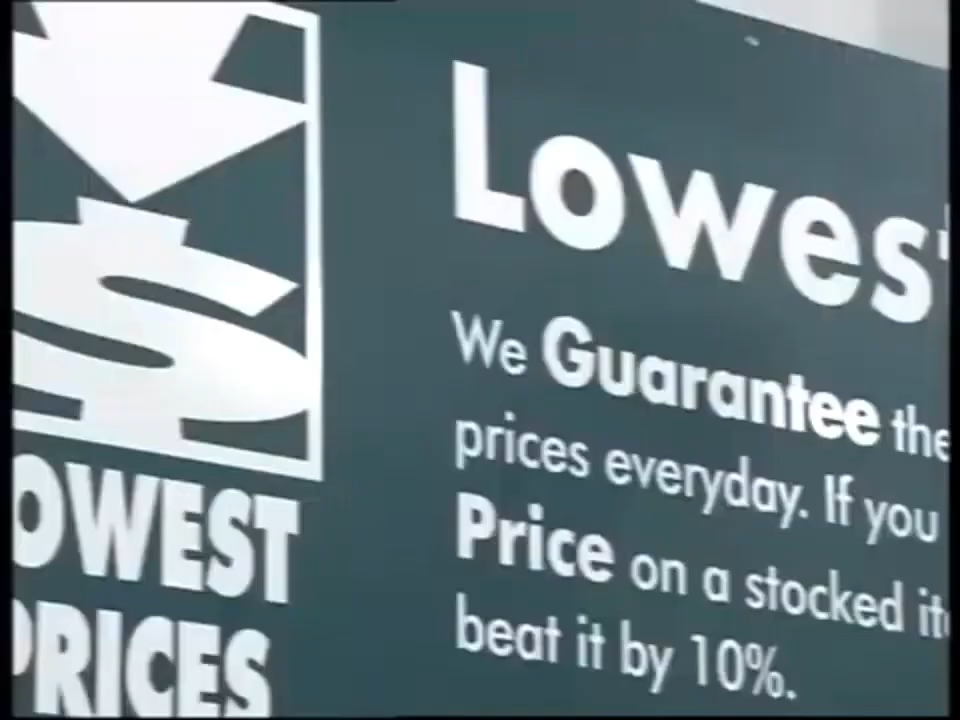 $
OWEST
PRICES
Lowes
We Guarantee the
prices everyday. If you
Price on a stocked it
beat it by 10%.